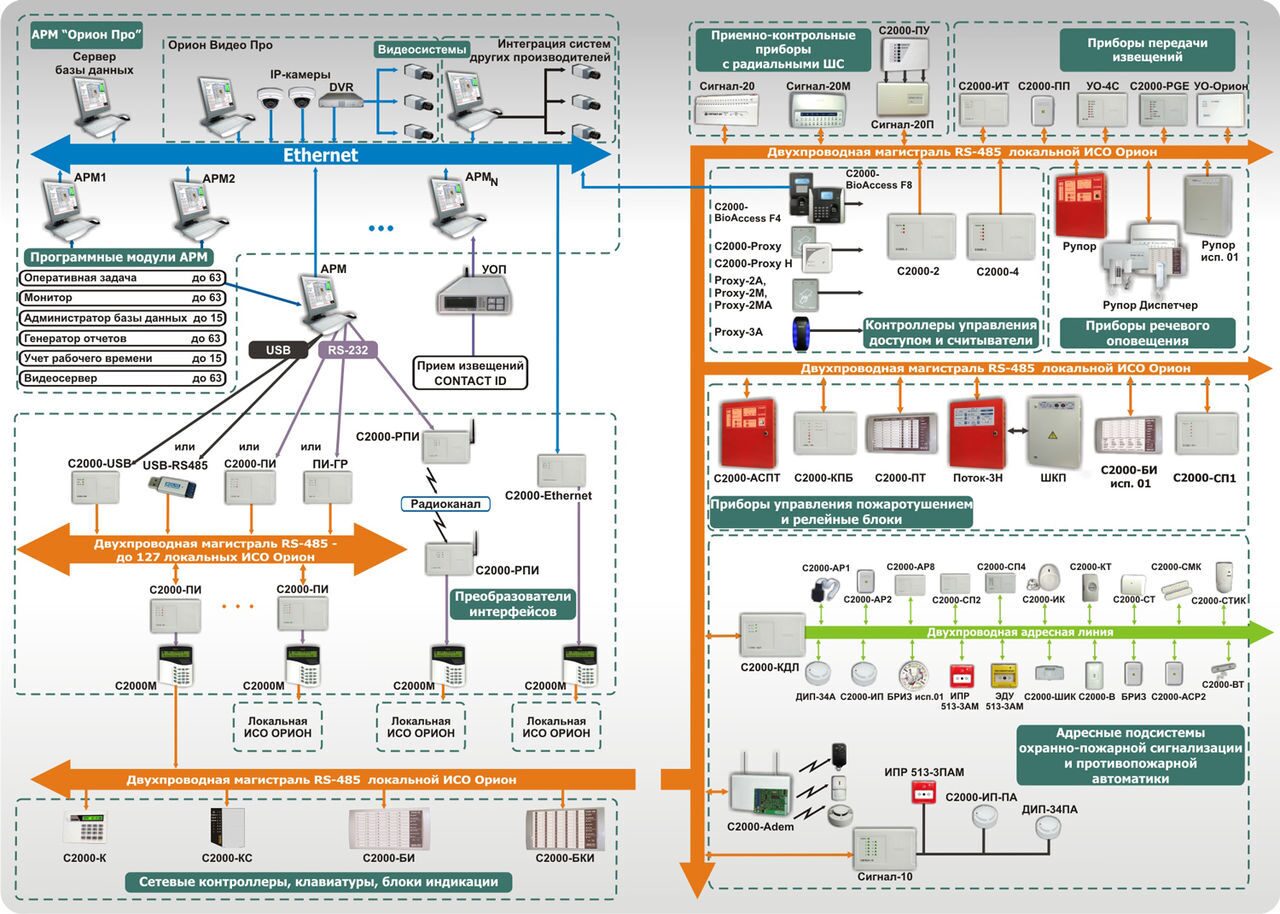 АРМ “Орион Про”
Сервер
базы данных
Орион Видео Про
IP-камеры
DVR
Видеосистемы
Интеграция систем
других производителей
Ethernet
АРМ1
АРМ2
АРМN
Программные модули АРМ
Оперативная задача до 63
Монитор до 63
Администратор базы данных до 15
Генератор отчетов до 63
Учет рабочего времени до 15
Видеосервер до 63
АРМ
УОП
USB
RS-232
Прием извещений
CONTACT ID
С2000-USB
или
USB-RS485
или
С2000-ПИ
или
ПИ-ГР
С2000-РПИ
Радиоканал
С2000-РПИ
С2000-Ethernet
Двухпроводная магистраль RS-485 -
до 127 локальных ИСО Орион
С2000-ПИ
С2000-ПИ
Преобразователи
интерфейсов
С2000М
С2000М
С2000М
С2000М
Локальная
ИСО ОРИОН
Локальная
ИСО ОРИОН
Локальная
ИСО ОРИОН
Двухпроводная магистраль RS-485 локальной ИСО Орион
С2000-К
С2000-КС
С2000-БИ
С2000-БКИ
Сетевые контроллеры, клавиатуры, блоки индикации
Приемно-контрольные
приборы
с радиальными ШС
С2000-ПУ
Сигнал-20
Сигнал-20М
Сигнал-20П
Приборы передачи
извещений
С2000-ИТ
С2000-ПП
УО-4С
С2000-PGE
УО-Орион
Двухпроводная магистраль RS-485 локальной ИСО Орион
С2000-
BioAccess F8
С2000-
BioAccess F4
С2000-Proxy
С2000-Proxy H
Proxy-2A,
Proxy-2M,
Proxy-2MA
Proxy-3A
С2000-2
С2000-4
Контроллеры управления
доступом и считыватели
Рупор
Рупор
исп. 01
Рупор Диспетчер
Приборы речевого
оповещения
Двухпроводная магистраль RS-485 локальной ИСО Орион
С2000-АСПТ
С2000-КПБ
С2000-ПТ
Поток-3Н
ШКП
С2000-БИ
исп. 01
С2000-СП1
Приборы управления пожаротушением
и релейные блоки
С2000-АР1
С2000-АР2
С2000-АР8
С2000-СП2
С2000-СП4
С2000-ИК
С2000-КТ
С2000-СТ
С2000-СМК
С2000-СТИК
Двухпроводная адресная линия
С2000-КДЛ
ДИП-34А
С2000-ИП
БРИЗ исп.01
ИПР
513-3АМ
ЭДУ
513-3АМ
С2000-ШИК
С2000-В
БРИЗ
С2000-АСР2
С2000-ВТ
Адресные подсистемы
охранно-пожарной сигнализации
и противопожарной
автоматики
С2000-Adem
ИПР 513-3ПАМ
С2000-ИП-ПА
ДИП-34ПА
Сигнал-10